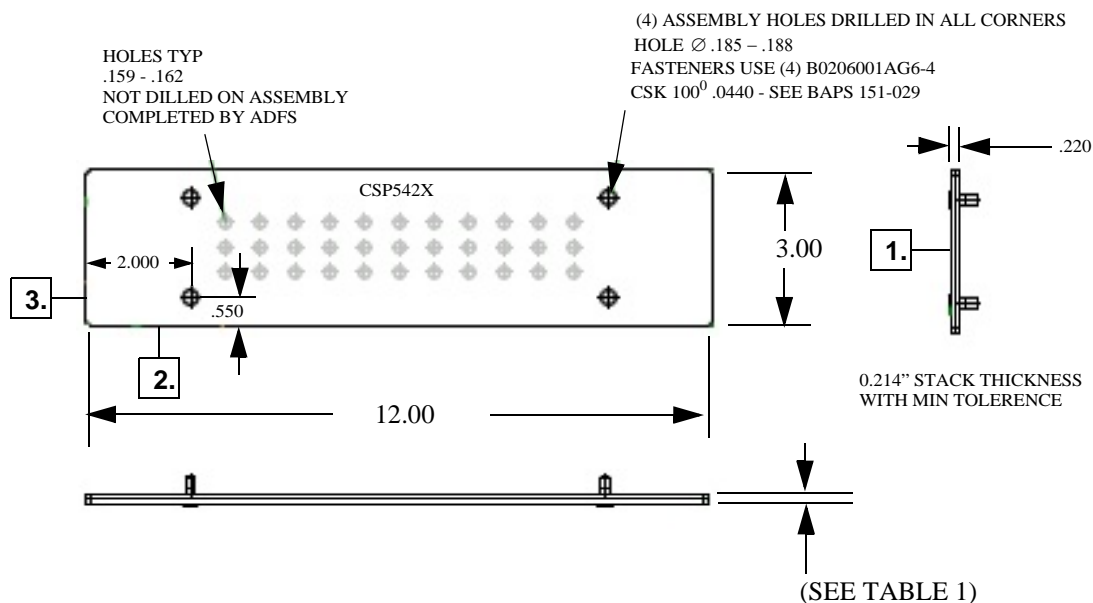 (4) ASSEMBLY HOLES DRILLED IN ALL CORNERS
HOLE ∅ .185 – .188
FASTENERS USE (4) B0206001AG6-4
CSK 100⁰ .0440 - SEE BAPS 151-029
HOLES TYP
.159 - .162
NOT DILLED ON ASSEMBLY
COMPLETED BY ADFS
.220
CSP542X
3.00
1.
2.000
3.
.550
2.
0.214” STACK THICKNESS
WITH MIN TOLERENCE
12.00
(SEE TABLE 1)